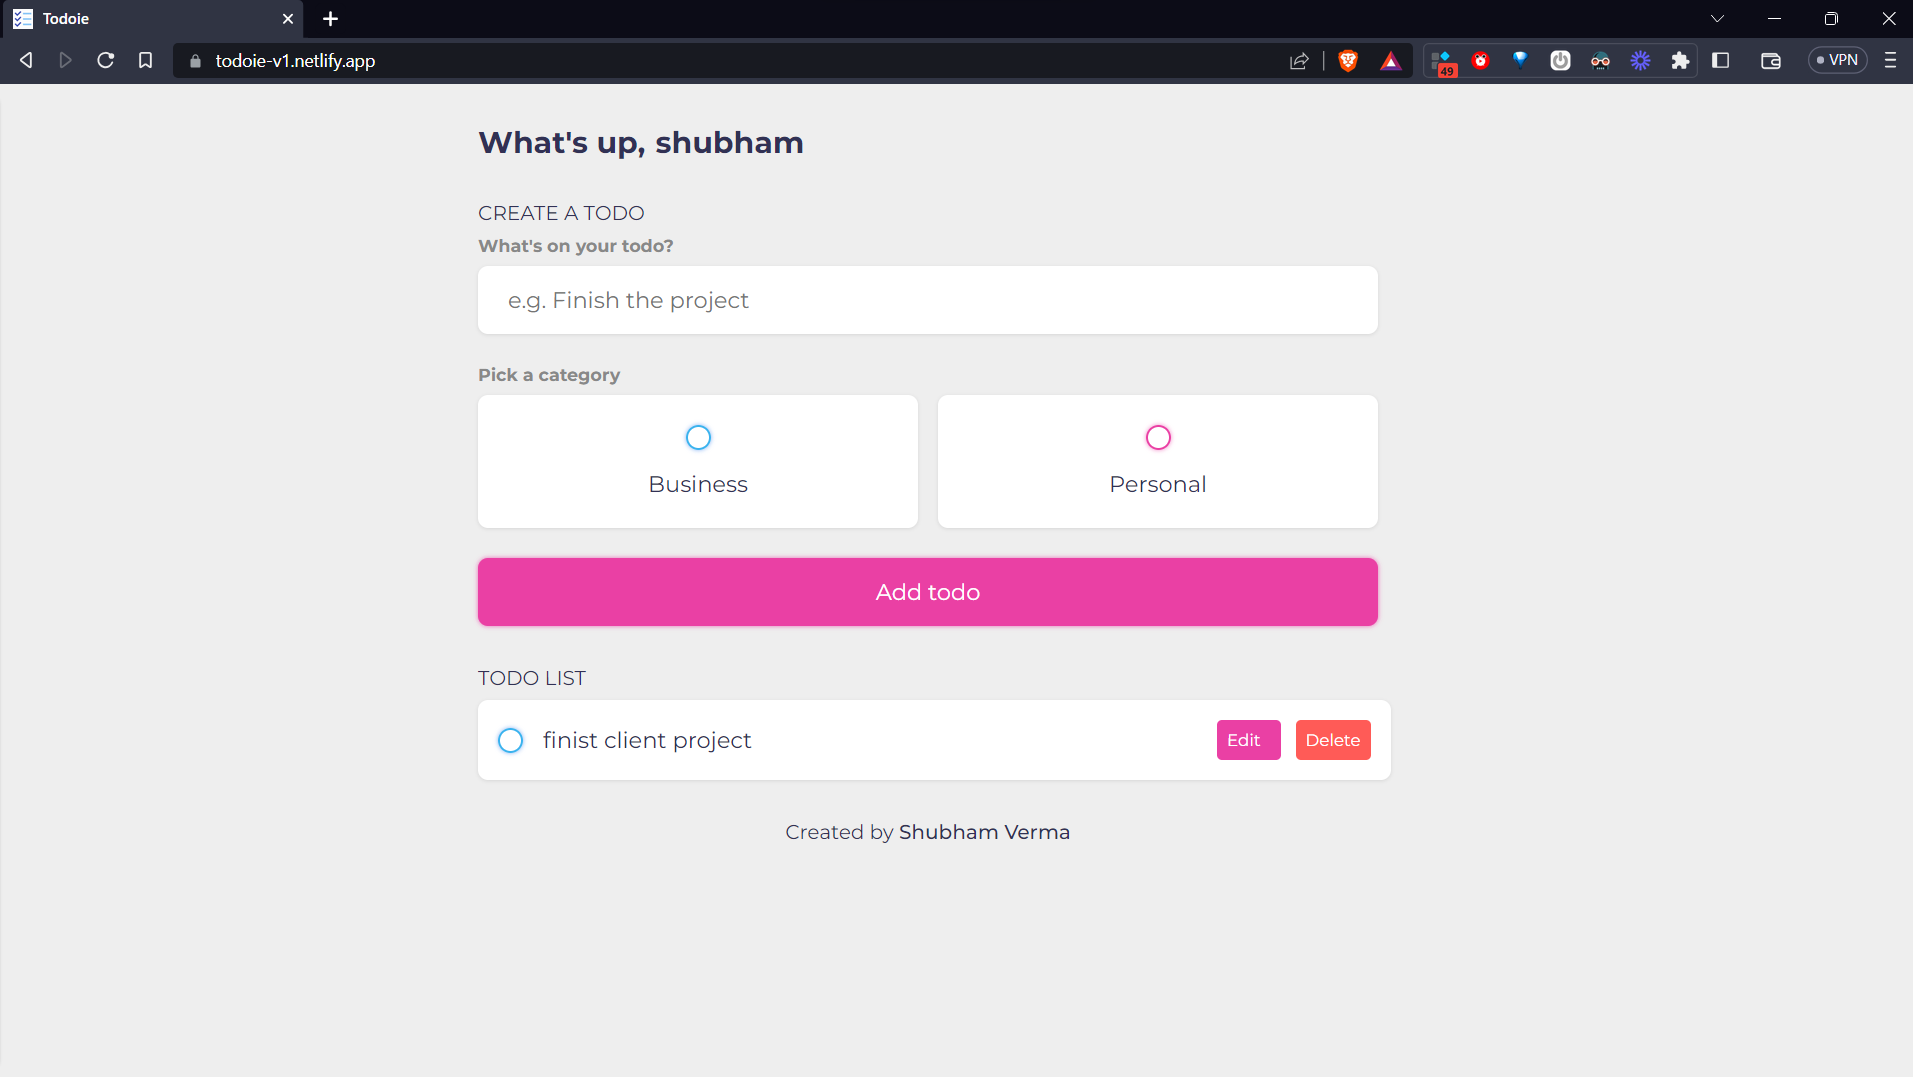 Todoie
todoie-v1.netlify.app
49
VPN
What's up, shubham
CREATE A TODO
What's on your todo?
e.g. Finish the project
Pick a category
Business
Personal
Add todo
TODO LIST
finist client project
Edit
Delete
Created by Shubham Verma